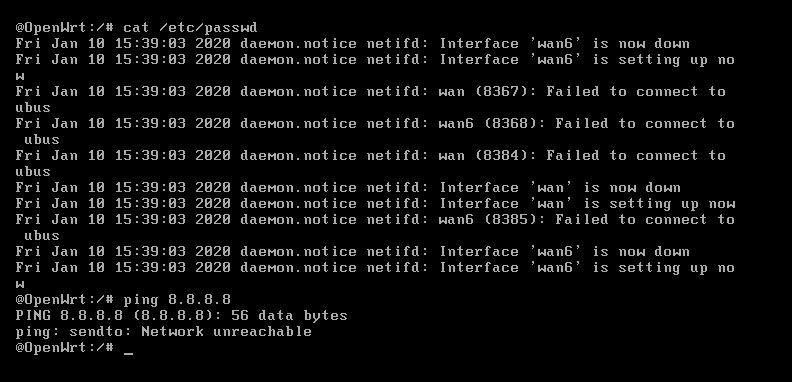 @OpenWrt:/# cat /etc/passwd
Fri Jan 10 15:39:03 2020 daemon.notice netifd: Interface 'wan6' is now down
Fri Jan 10 15:39:03 2020 daemon.notice netifd: Interface 'wan6' is setting up no
w
Fri Jan 10 15:39:03 2020 daemon.notice netifd: wan (8367): Failed to connect to
ubus
Fri Jan 10 15:39:03 2020 daemon.notice netifd: wan6 (8368): Failed to connect to
 ubus
Fri Jan 10 15:39:03 2020 daemon.notice netifd: wan (8384): Failed to connect to
ubus
Fri Jan 10 15:39:03 2020 daemon.notice netifd: Interface 'wan' is now down
Fri Jan 10 15:39:03 2020 daemon.notice netifd: Interface 'wan' is setting up now
Fri Jan 10 15:39:03 2020 daemon.notice netifd: wan6 (8385): Failed to connect to
 ubus
Fri Jan 10 15:39:03 2020 daemon.notice netifd: Interface 'wan6' is now down
Fri Jan 10 15:39:03 2020 daemon.notice netifd: Interface 'wan6' is setting up no
w
@OpenWrt:/# ping 8.8.8.8
PING 8.8.8.8 (8.8.8.8): 56 data bytes
ping: sendto: Network unreachable
@OpenWrt:/# _